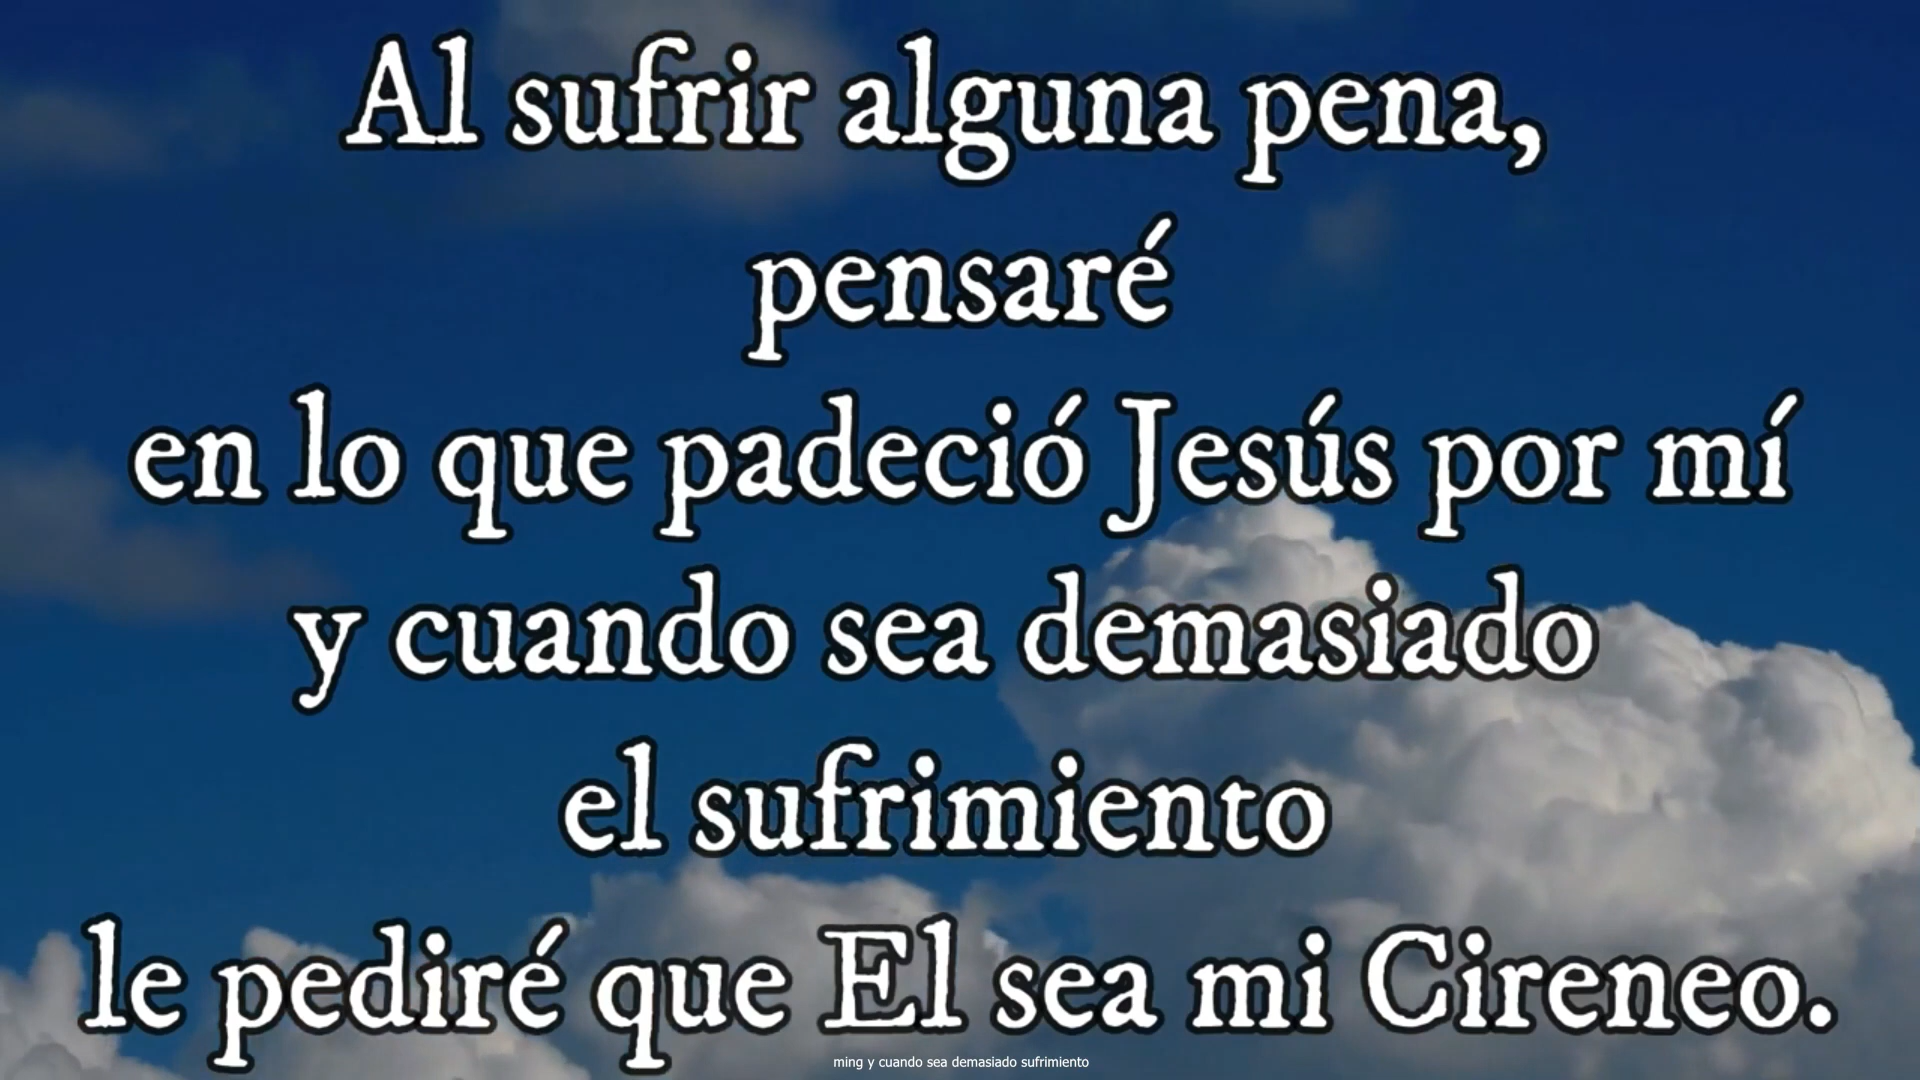 Al sufrir alguna pena,
pensaré
en lo que padeció Jesús por mí
y cuando sea demasiado
el sufrimiento
le pediré que El sea mi Cireneo.
ming y cuando sea demasiado sufrimiento